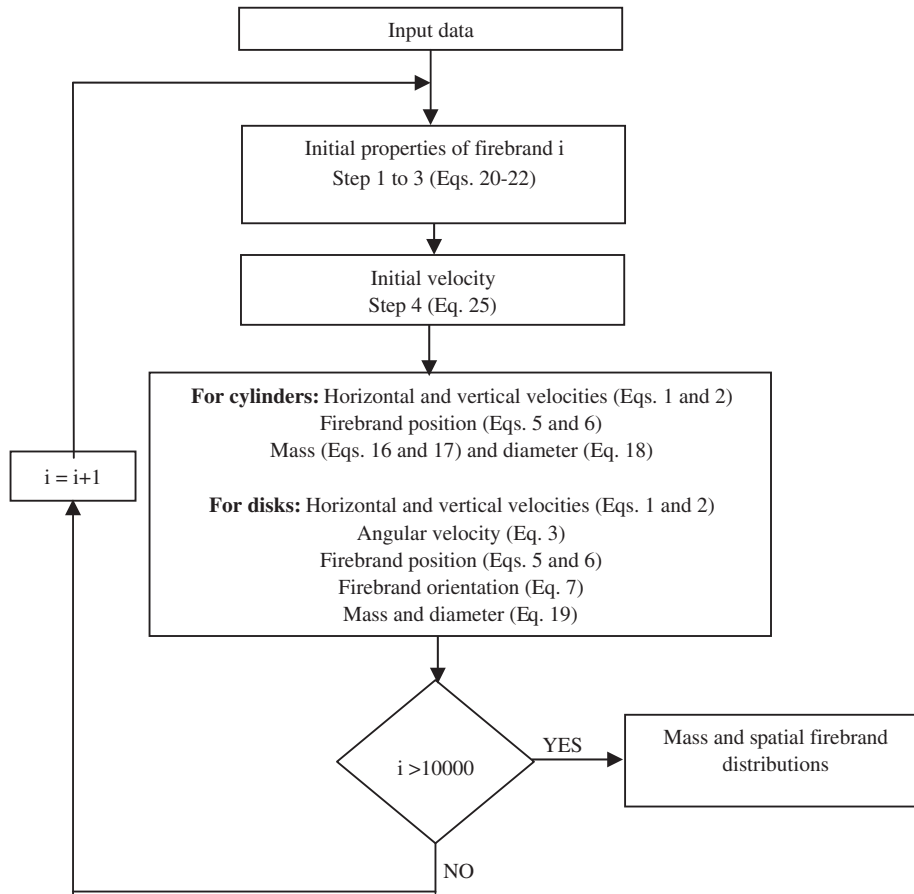 Input data
Initial properties of firebrand i
Step 1 to 3 (Eqs. 20-22)
Initial velocity
Step 4 (Eq. 25)
For cylinders: Horizontal and vertical velocities (Eqs. 1 and 2)
Firebrand position (Eqs. 5 and 6)
Mass (Eqs. 16 and 17) and diameter (Eq. 18)
For disks: Horizontal and vertical velocities (Eqs. 1 and 2)
Angular velocity (Eq. 3)
Firebrand position (Eqs. 5 and 6)
Firebrand orientation (Eq. 7)
Mass and diameter (Eq. 19)
i = i+1
i >10000
YES
Mass and spatial firebrand
distributions
NO